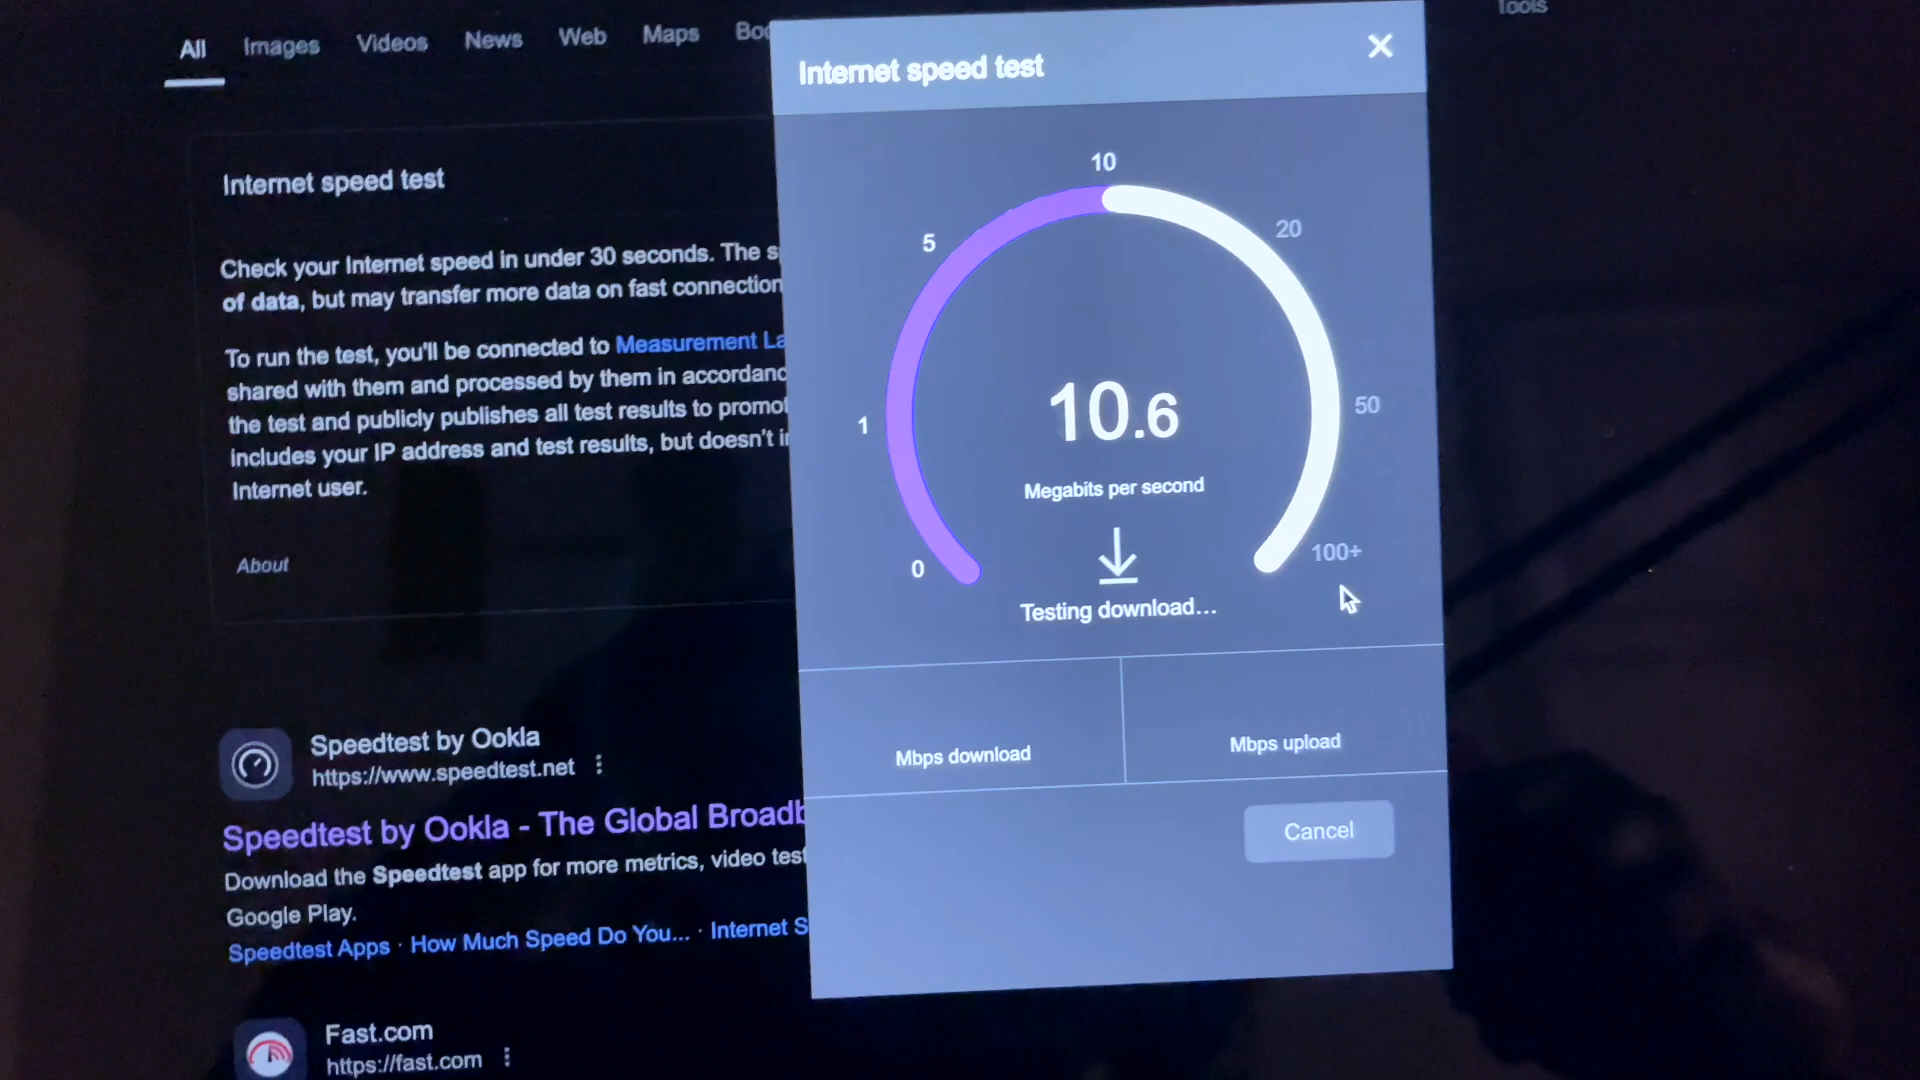 All Images Videos News Web Maps
Tools
Internet speed test
Check your Internet speed in under 30 seconds. The
of data, but may transfer more data on fast
To run the test, you'll be connected to Measurement
shared with them and processed by them in
the test and publicly publishes all test results to
includes your IP address and test results, but doesn't
Internet user.
About
Speedtest by Ookla
https://www.speedtest.net
Speedtest by Ookla - The Global
Download the Speedtest app for more metrics, video
Google Play.
Speedtest Apps · How Much Speed Do You... · Internet
Fast.com
https://fast.com
Internet speed test
10
5
20
1
50
0
100+
10.6
Megabits per second
Testing download...
Mbps download
Mbps upload
Cancel